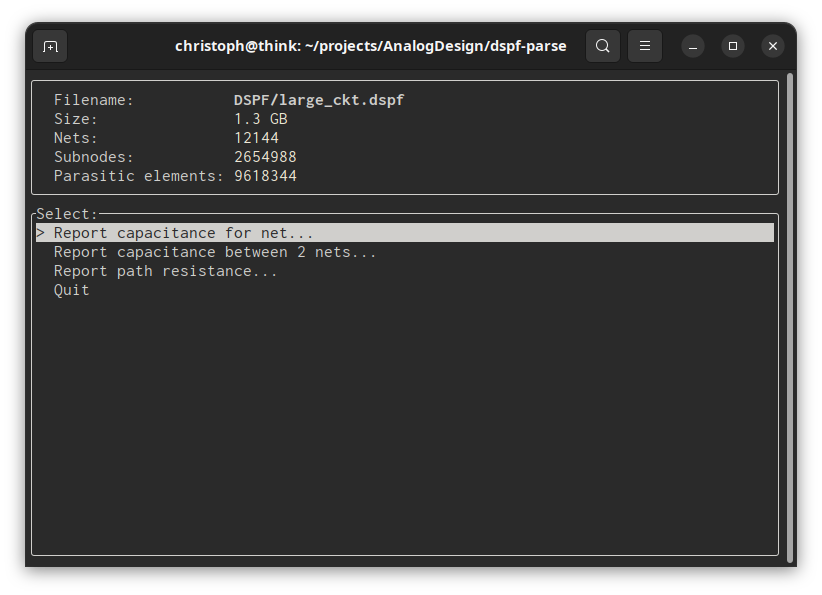 christoph@think: ~/projects/AnalogDesign/dspf-parse
Filename: DSPF/large_ckt.dspf
Size: 1.3 GB
Nets: 12144
Subnodes: 2654988
Parasitic elements: 9618344
Select:
> Report capacitance for net...
Report capacitance between 2 nets...
Report path resistance...
Quit